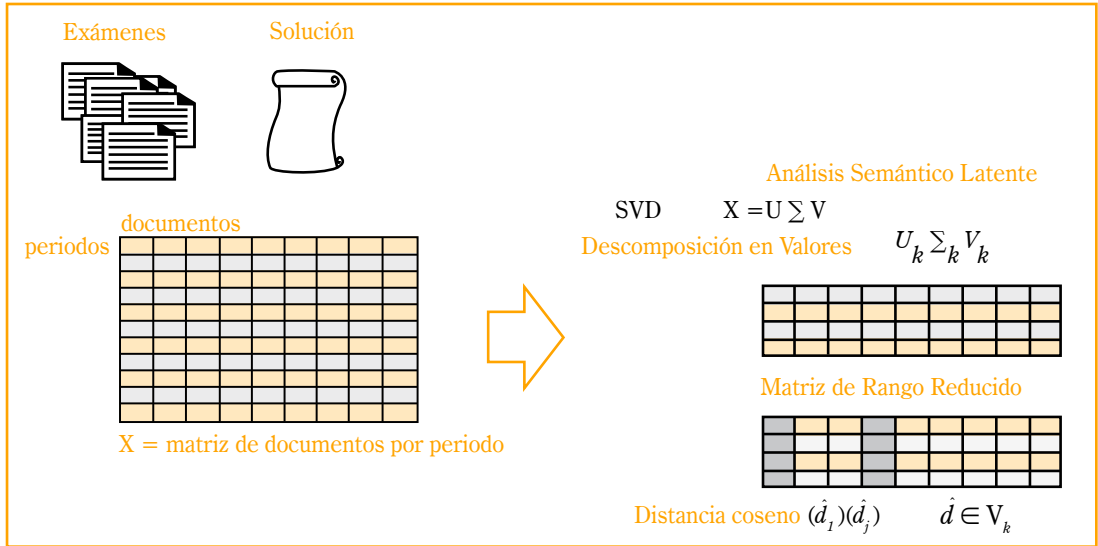 Exámenes
Solución
documentos
periodos
X = matriz de documentos por periodo
Análisis Semántico Latente
SVD X = U ∑ V
Descomposición en Valores U_k ∑_k V_k
Matriz de Rango Reducido
Distancia coseno (d̂_1)(d̂_j) d̂ ∈ V_k